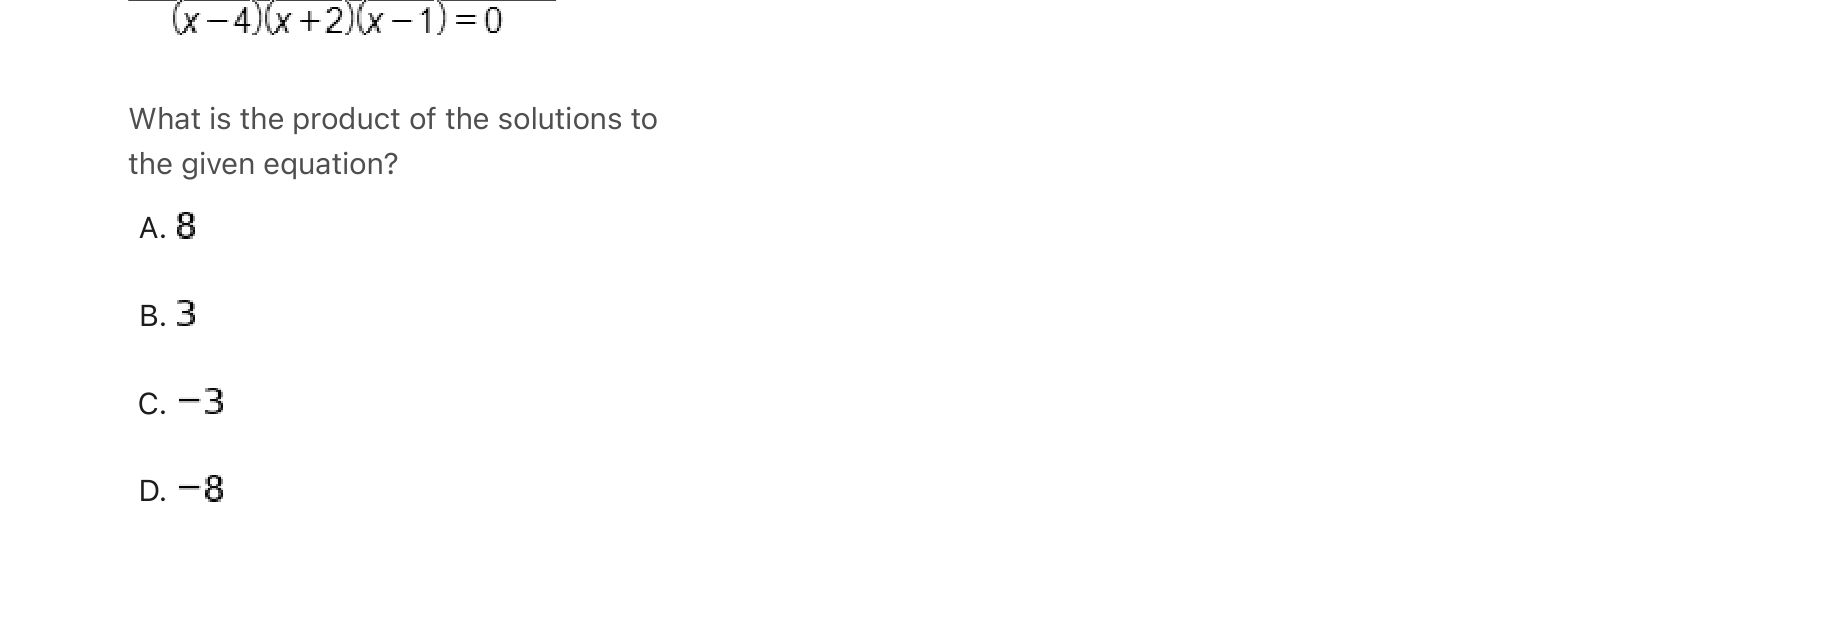 (x − 4)(x + 2)(x − 1) = 0
What is the product of the solutions to
the given equation?
A. 8
B. 3
C. −3
D. −8